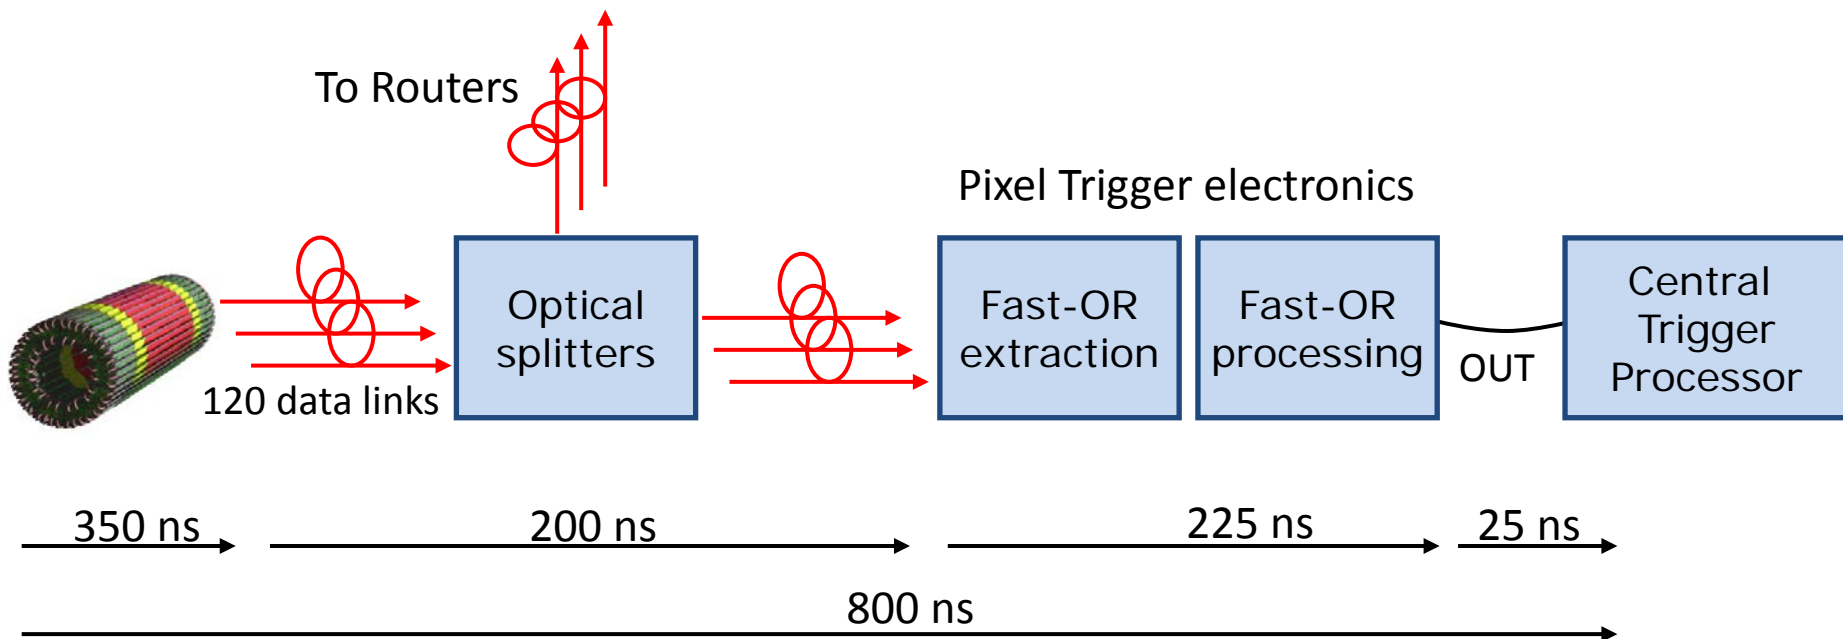 To Routers
Pixel Trigger electronics
120 data links
Optical
splitters
Fast-OR
extraction
Fast-OR
processing
OUT
Central
Trigger
Processor
350 ns
200 ns
225 ns
25 ns
800 ns